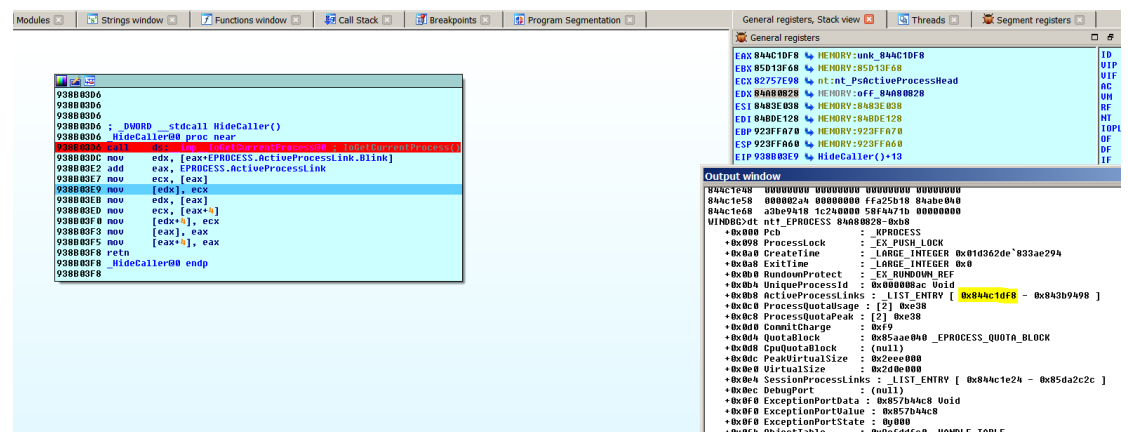 Modules
Strings window
Functions window
Call Stack
Breakpoints
Program Segmentation
General registers, Stack view
Threads
Segment registers
General registers
EAX 844C1DF8 MEMORY:unk_844C1DF8
EBX 85D13F68 MEMORY:85D13F68
ECX 82757E98 nt:nt_PsActiveProcessHead
EDX 84A80828 MEMORY:off_84A80828
ESI 8483E038 MEMORY:8483E038
EDI 84BDE128 MEMORY:84BDE128
EBP 923FFA70 MEMORY:923FFA70
ESP 923FFA60 MEMORY:923FFA60
EIP 938B03E9 HideCaller()+13
ID
VIP
VIF
AC
VM
RF
NT
IOPL
OF
DF
IF
938B03D6
938B03D6
938B03D6
938B03D6 ; _DWORD __stdcall HideCaller()
938B03D6 _HideCaller@0 proc near
938B03D6 call ds:__imp__IoGetCurrentProcess@0 ; IoGetCurrentProcess()
938B03DC mov edx, [eax+EPROCESS.ActiveProcessLink.Blink]
938B03E2 add eax, EPROCESS.ActiveProcessLink
938B03E7 mov ecx, [eax]
938B03E9 mov [edx], ecx
938B03EB mov edx, [eax]
938B03ED mov ecx, [eax+4]
938B03F0 mov [edx+4], ecx
938B03F3 mov [eax], eax
938B03F5 mov [eax+4], eax
938B03F8 retn
938B03F8 _HideCaller@0 endp
938B03F8
Output window
844c1e48 00000000 00000000 00000000 00000000
844c1e58 000002a4 00000000 ffa25b18 84abe040
844c1e68 a3be9418 1c240000 58f4471b 00000000
WINDBG>dt nt!_EPROCESS 84A80828-0xb8
+0x000 Pcb : _KPROCESS
+0x098 ProcessLock : _EX_PUSH_LOCK
+0x0a0 CreateTime : _LARGE_INTEGER 0x01d362de`833ae294
+0x0a8 ExitTime : _LARGE_INTEGER 0x0
+0x0b0 RundownProtect : _EX_RUNDOWN_REF
+0x0b4 UniqueProcessId : 0x000008ac Void
+0x0b8 ActiveProcessLinks : _LIST_ENTRY [ 0x844c1df8 - 0x843b9498 ]
+0x0c0 ProcessQuotaUsage : [2] 0xe38
+0x0c8 ProcessQuotaPeak : [2] 0xe38
+0x0d0 CommitCharge : 0xf9
+0x0d4 QuotaBlock : 0x85aae040 _EPROCESS_QUOTA_BLOCK
+0x0d8 CpuQuotaBlock : (null)
+0x0dc PeakVirtualSize : 0x2eee000
+0x0e0 VirtualSize : 0x2d0e000
+0x0e4 SessionProcessLinks : _LIST_ENTRY [ 0x844c1e24 - 0x85da2c2c ]
+0x0ec DebugPort : (null)
+0x0f0 ExceptionPortData : 0x857b44c8 Void
+0x0f0 ExceptionPortValue : 0x857b44c8
+0x0f0 ExceptionPortState : 0y000